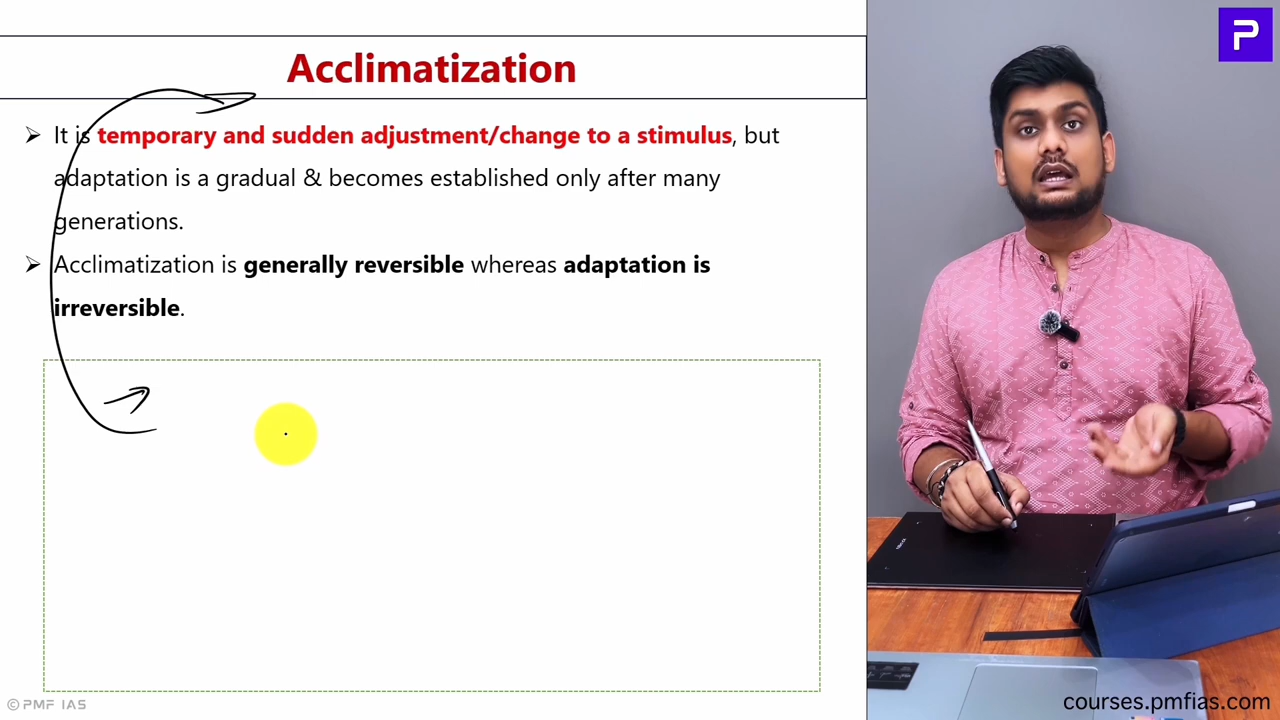 Acclimatization
It is temporary and sudden adjustment/change to a stimulus, but
adaptation is a gradual & becomes established only after many
generations.
Acclimatization is generally reversible whereas adaptation is
irreversible.
© PMF IAS
courses.pmfias.com